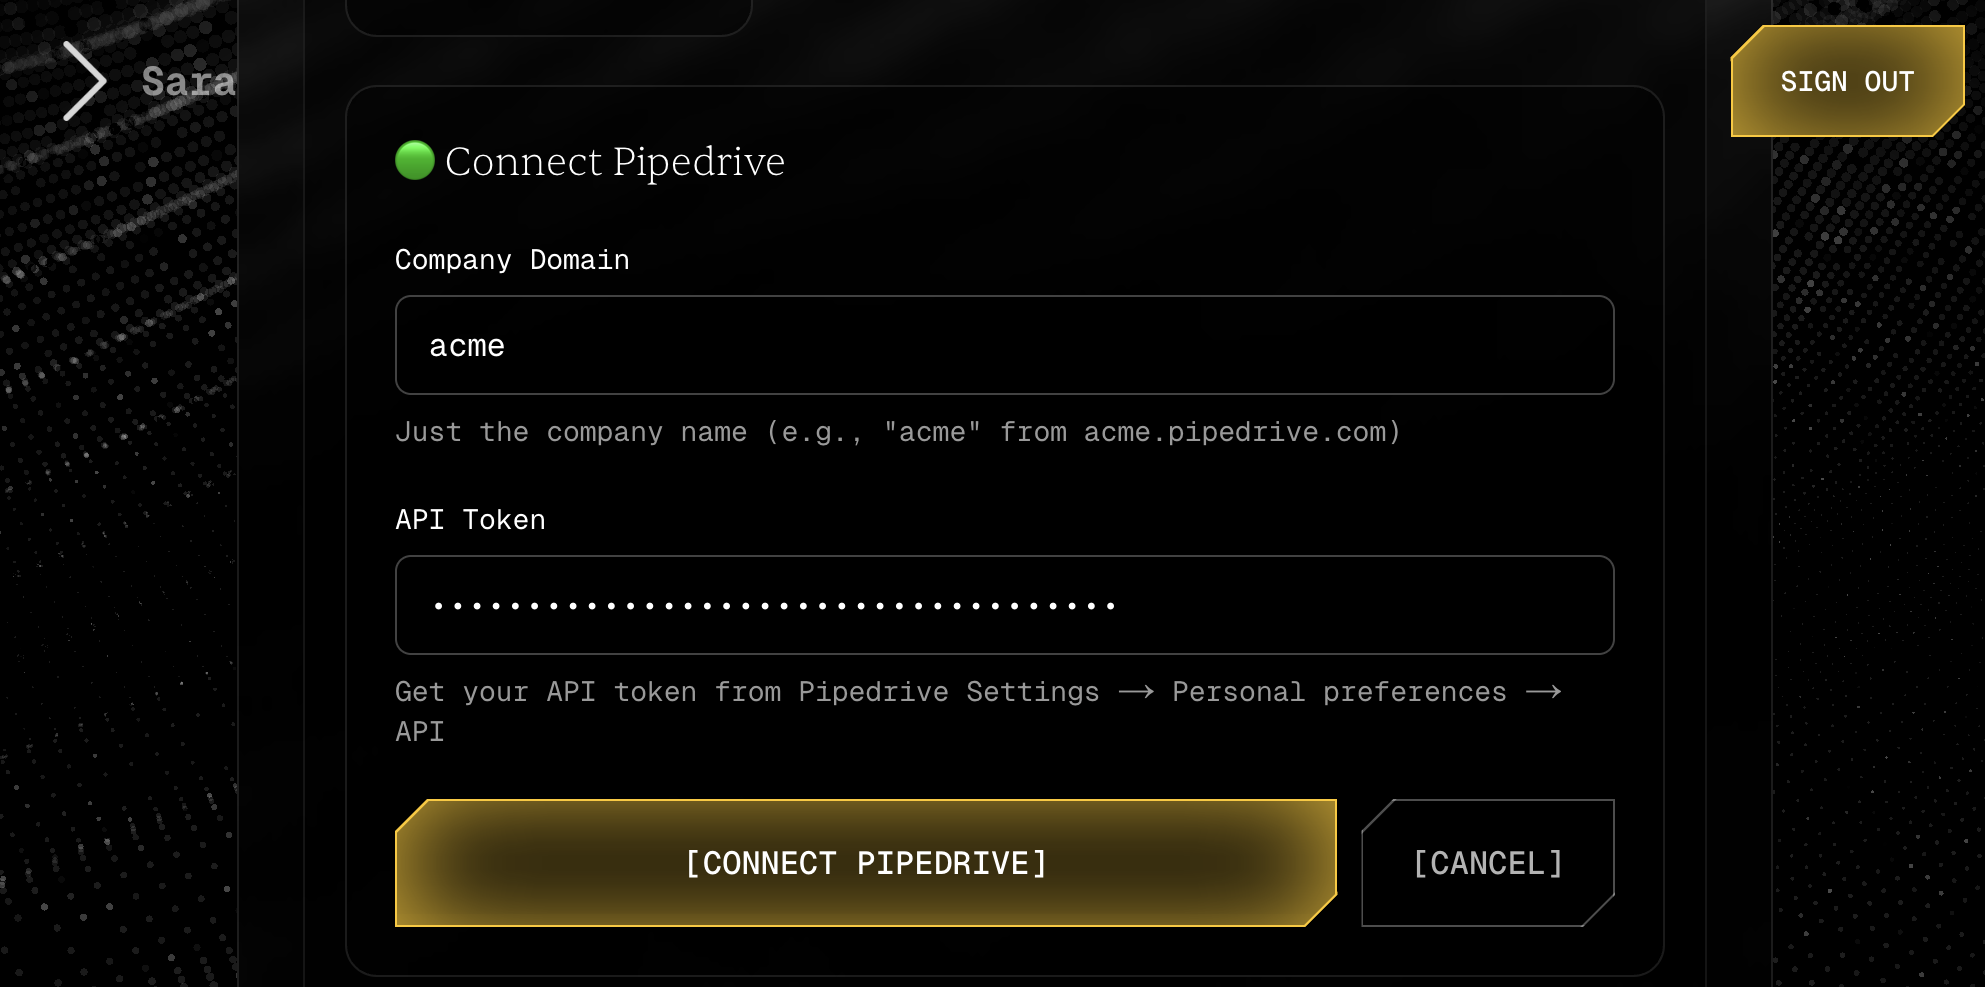 Sara
SIGN OUT
Connect Pipedrive
Company Domain
acme
Just the company name (e.g., "acme" from acme.pipedrive.com)
API Token
••••••••••••••••••••••••••••••••••••
Get your API token from Pipedrive Settings → Personal preferences →
API
[CONNECT PIPEDRIVE]
[CANCEL]